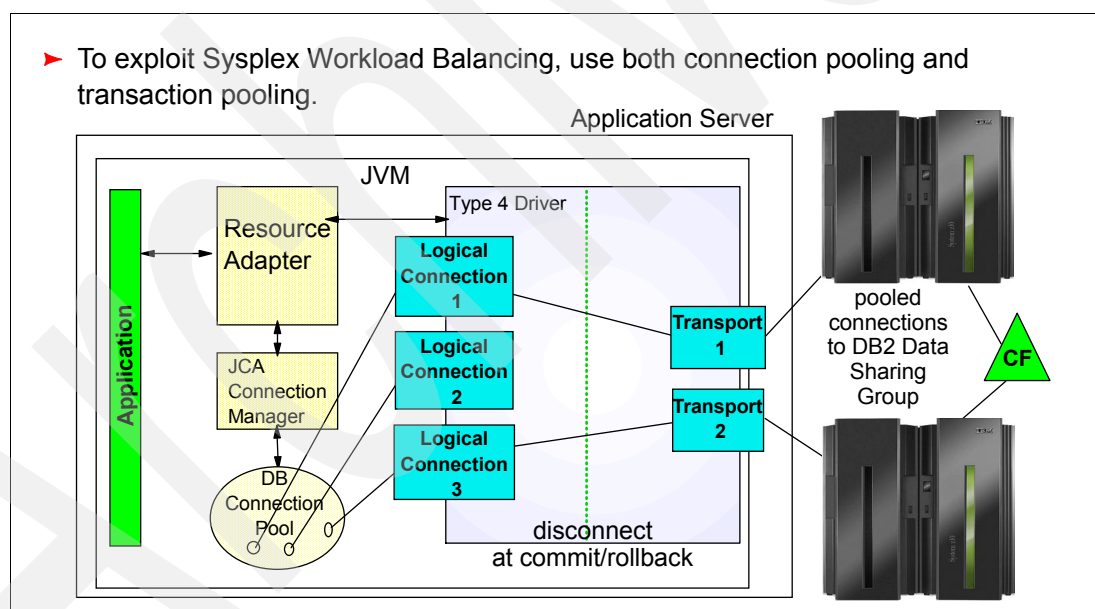 To exploit Sysplex Workload Balancing, use both connection pooling and
transaction pooling.
Application Server
JVM
Type 4 Driver
Application
Resource
Adapter
JCA
Connection
Manager
DB
Connection
Pool
Logical
Connection
1
Logical
Connection
2
Logical
Connection
3
Transport
1
Transport
2
disconnect
at commit/rollback
pooled
connections
to DB2 Data
Sharing
Group
CF